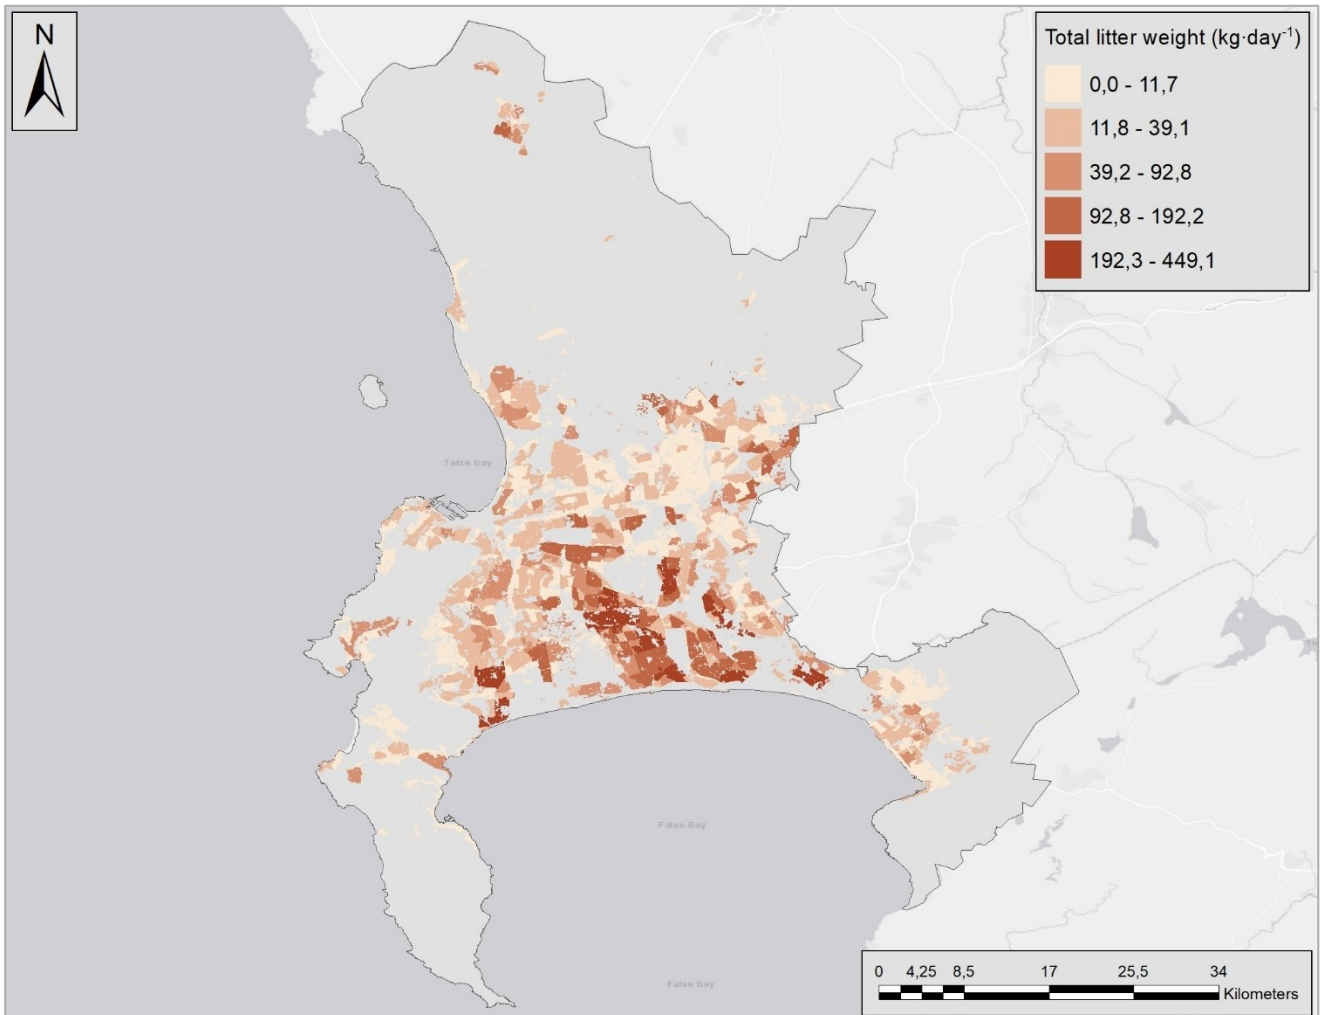 N
Total litter weight (kg·day⁻¹)
0,0 - 11,7
11,8 - 39,1
39,2 - 92,8
92,8 - 192,2
192,3 - 449,1
Table Bay
False Bay
False Bay
0 4,25 8,5 17 25,5 34
Kilometers